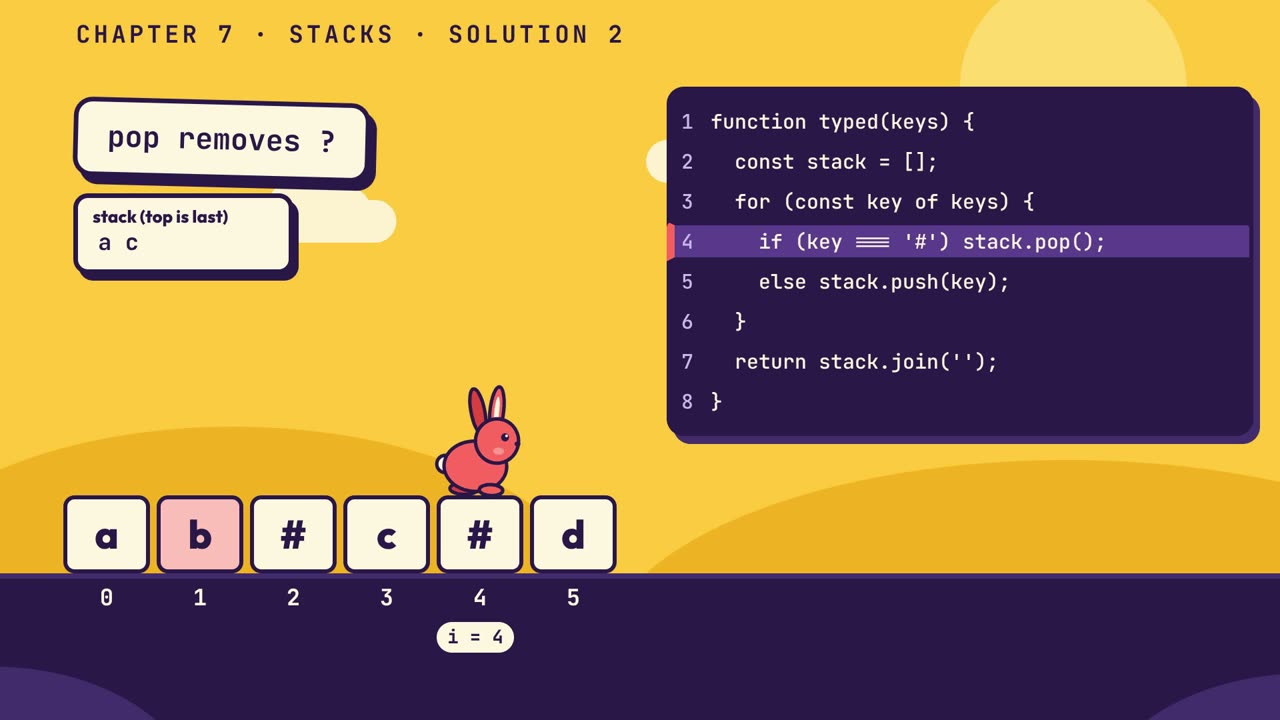 CHAPTER 7 · STACKS · SOLUTION 2
pop removes ?
stack (top is last)
a c
1 function typed(keys) {
2 const stack = [];
3 for (const key of keys) {
4 if (key === '#') stack.pop();
5 else stack.push(key);
6 }
7 return stack.join('');
8 }
a b # c # d
0 1 2 3 4 5
i = 4